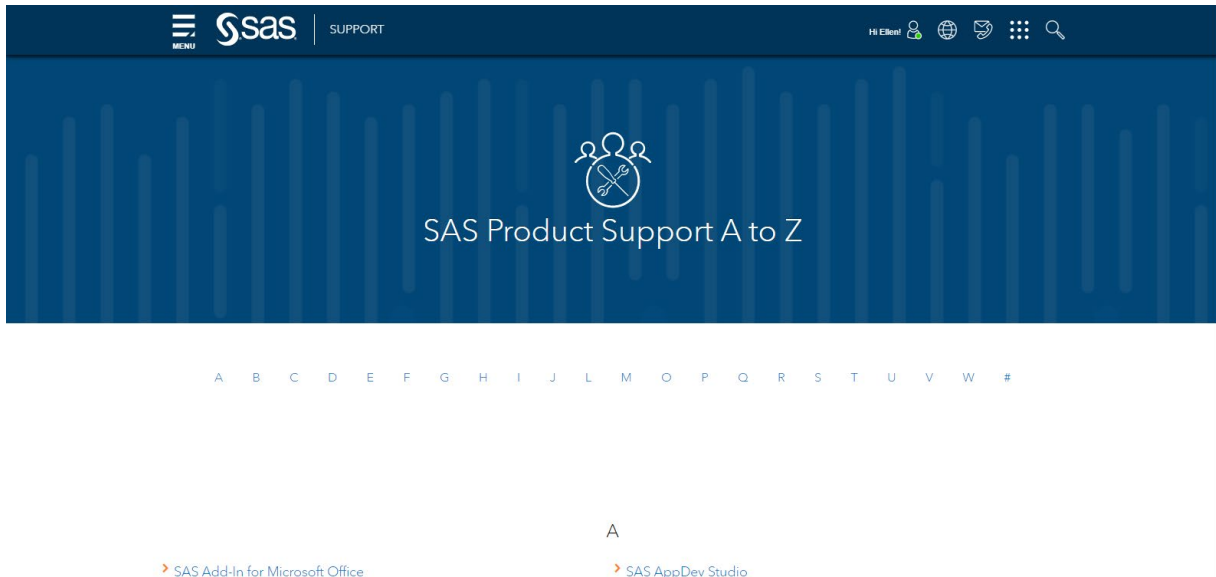 MENU
sas
SUPPORT
Hi Ellen!
SAS Product Support A to Z
A B C D E F G H I J L M O P Q R S T U V W #
A
SAS Add-In for Microsoft Office
SAS AppDev Studio